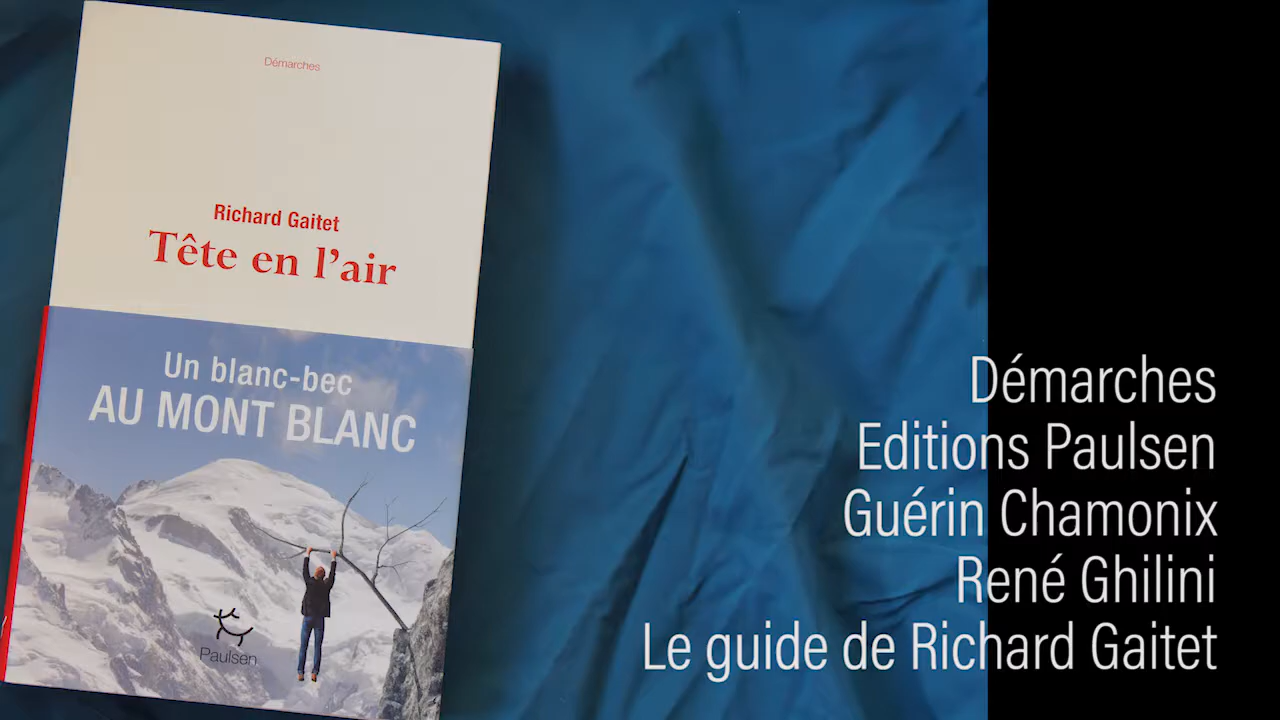 Démarches
Richard Gaitet
Tête en l'air
Un blanc-bec
AU MONT BLANC
Paulsen
Démarches
Editions Paulsen
Guérin Chamonix
René Ghilini
Le guide de Richard Gaitet